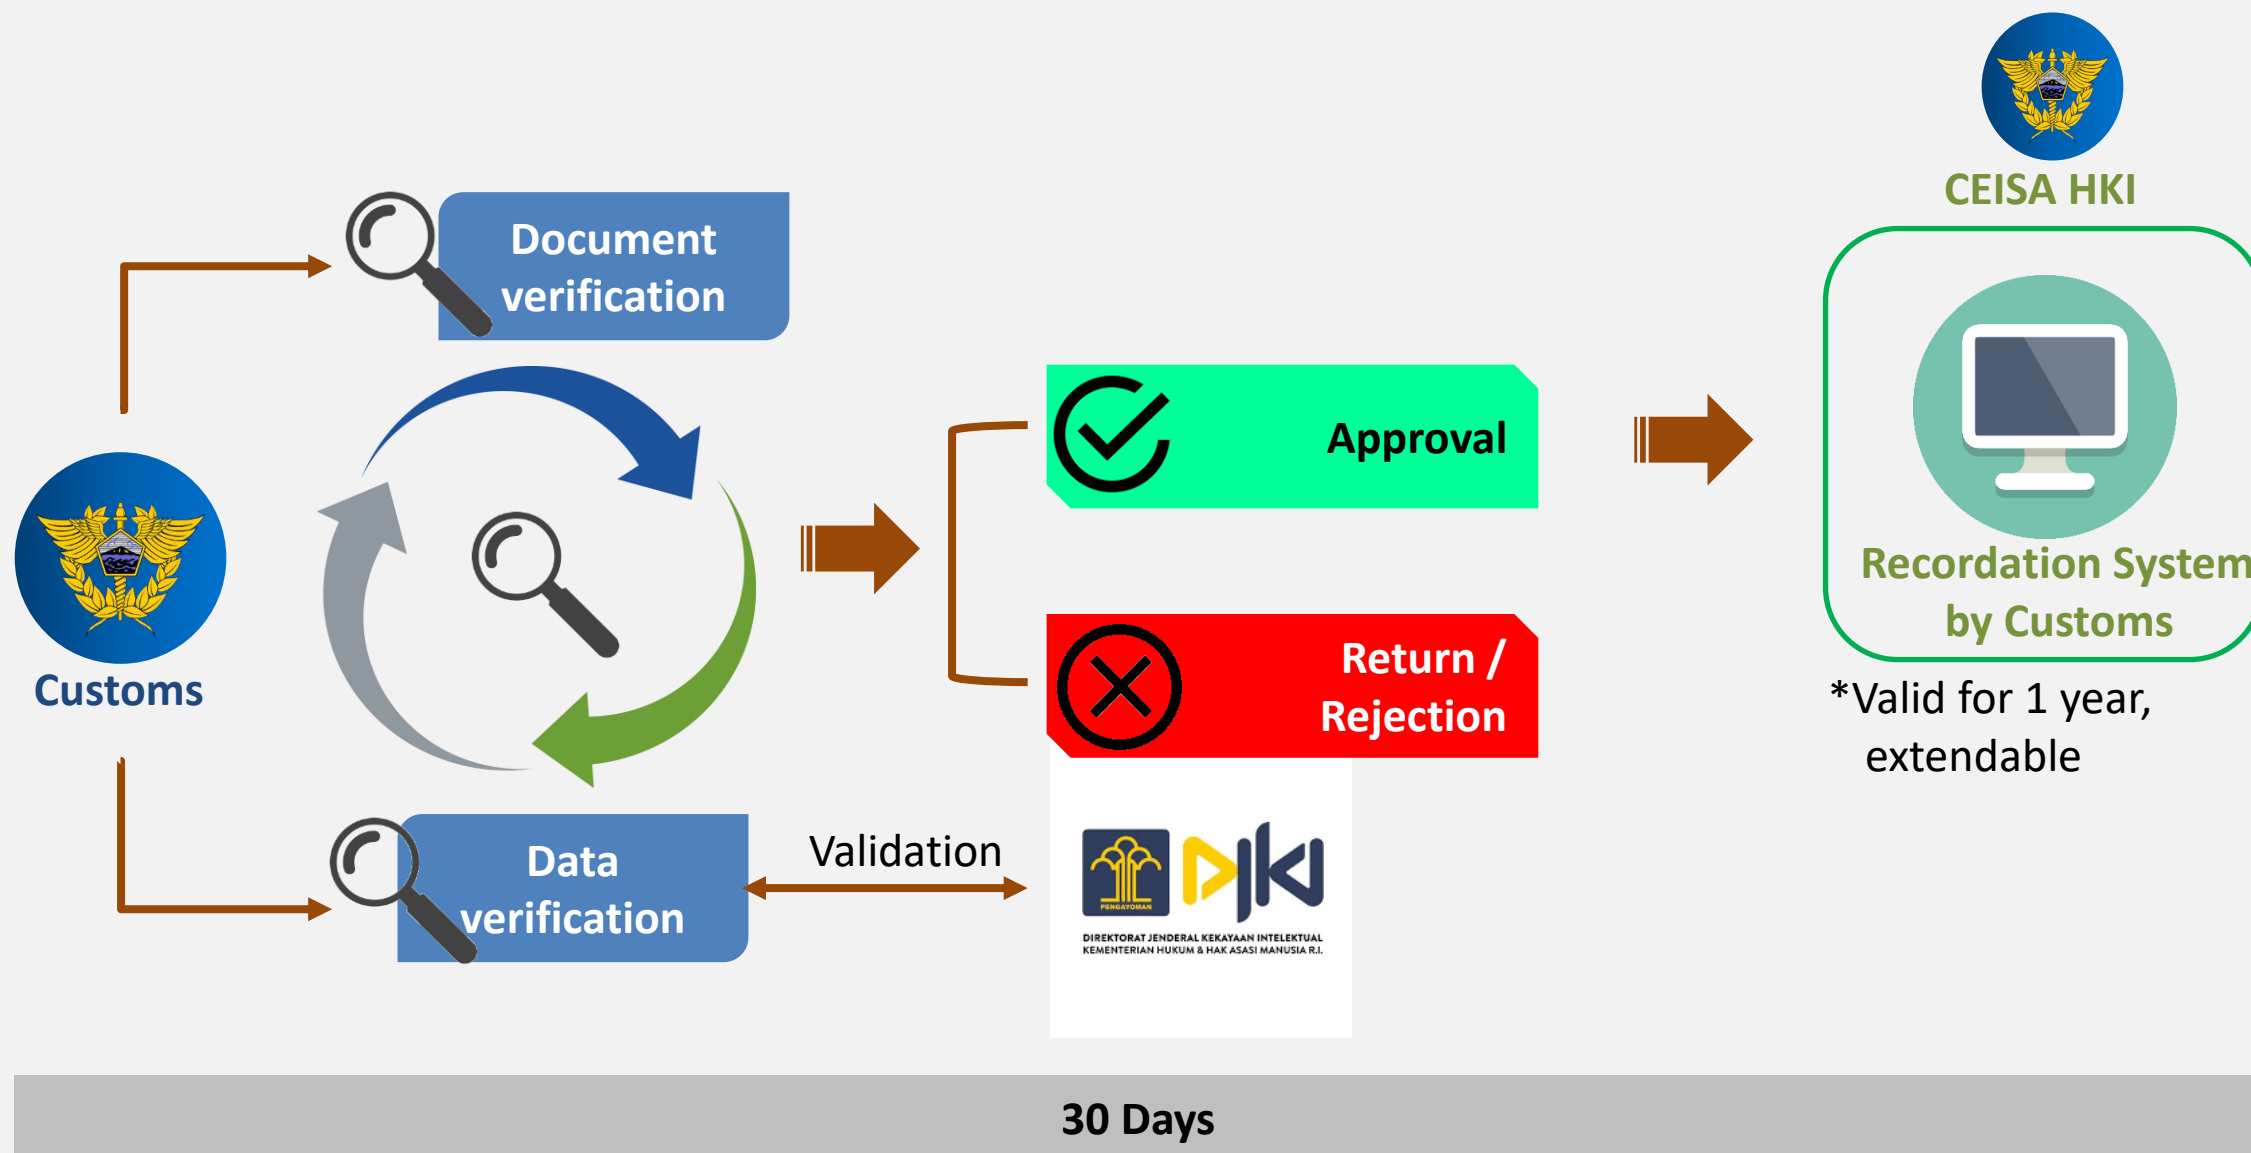 CEISA HKI
Document
verification
Approval
Recordation System
by Customs
Return /
Rejection
Customs
*Valid for 1 year,
extendable
Data
verification
Validation
PENGAYOMAN
DJKI
DIREKTORAT JENDERAL KEKAYAAN INTELEKTUAL
KEMENTERIAN HUKUM & HAK ASASI MANUSIA R.I.
30 Days